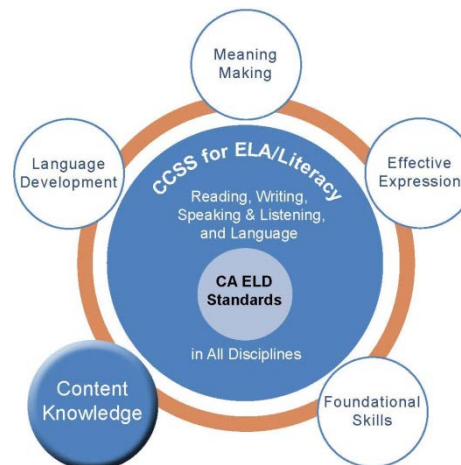 Meaning
Making
Language
Development
Effective
Expression
CCSS for ELA/Literacy
Reading, Writing,
Speaking & Listening,
and Language
CA ELD
Standards
in All Disciplines
Content
Knowledge
Foundational
Skills